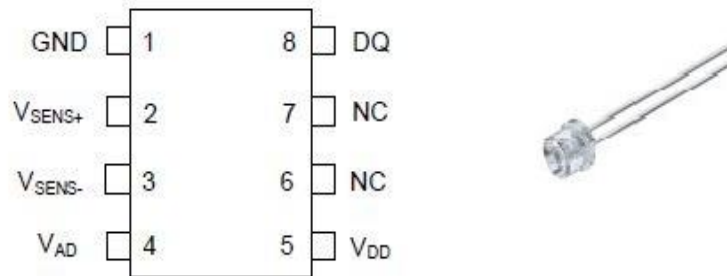 GND 1 8 DQ
VSENS+ 2 7 NC
VSENS- 3 6 NC
VAD 4 5 VDD